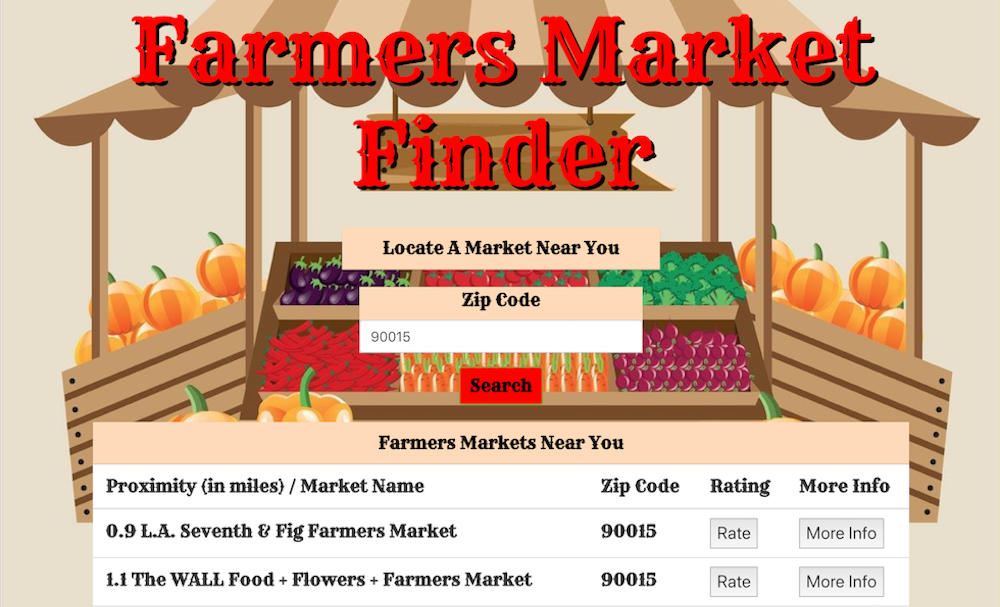 Farmers Market
Finder
Locate A Market Near You
Zip Code
90015
Search
Farmers Markets Near You
Proximity (in miles) / Market Name Zip Code Rating More Info
0.9 L.A. Seventh & Fig Farmers Market 90015 Rate More Info
1.1 The WALL Food + Flowers + Farmers Market 90015 Rate More Info